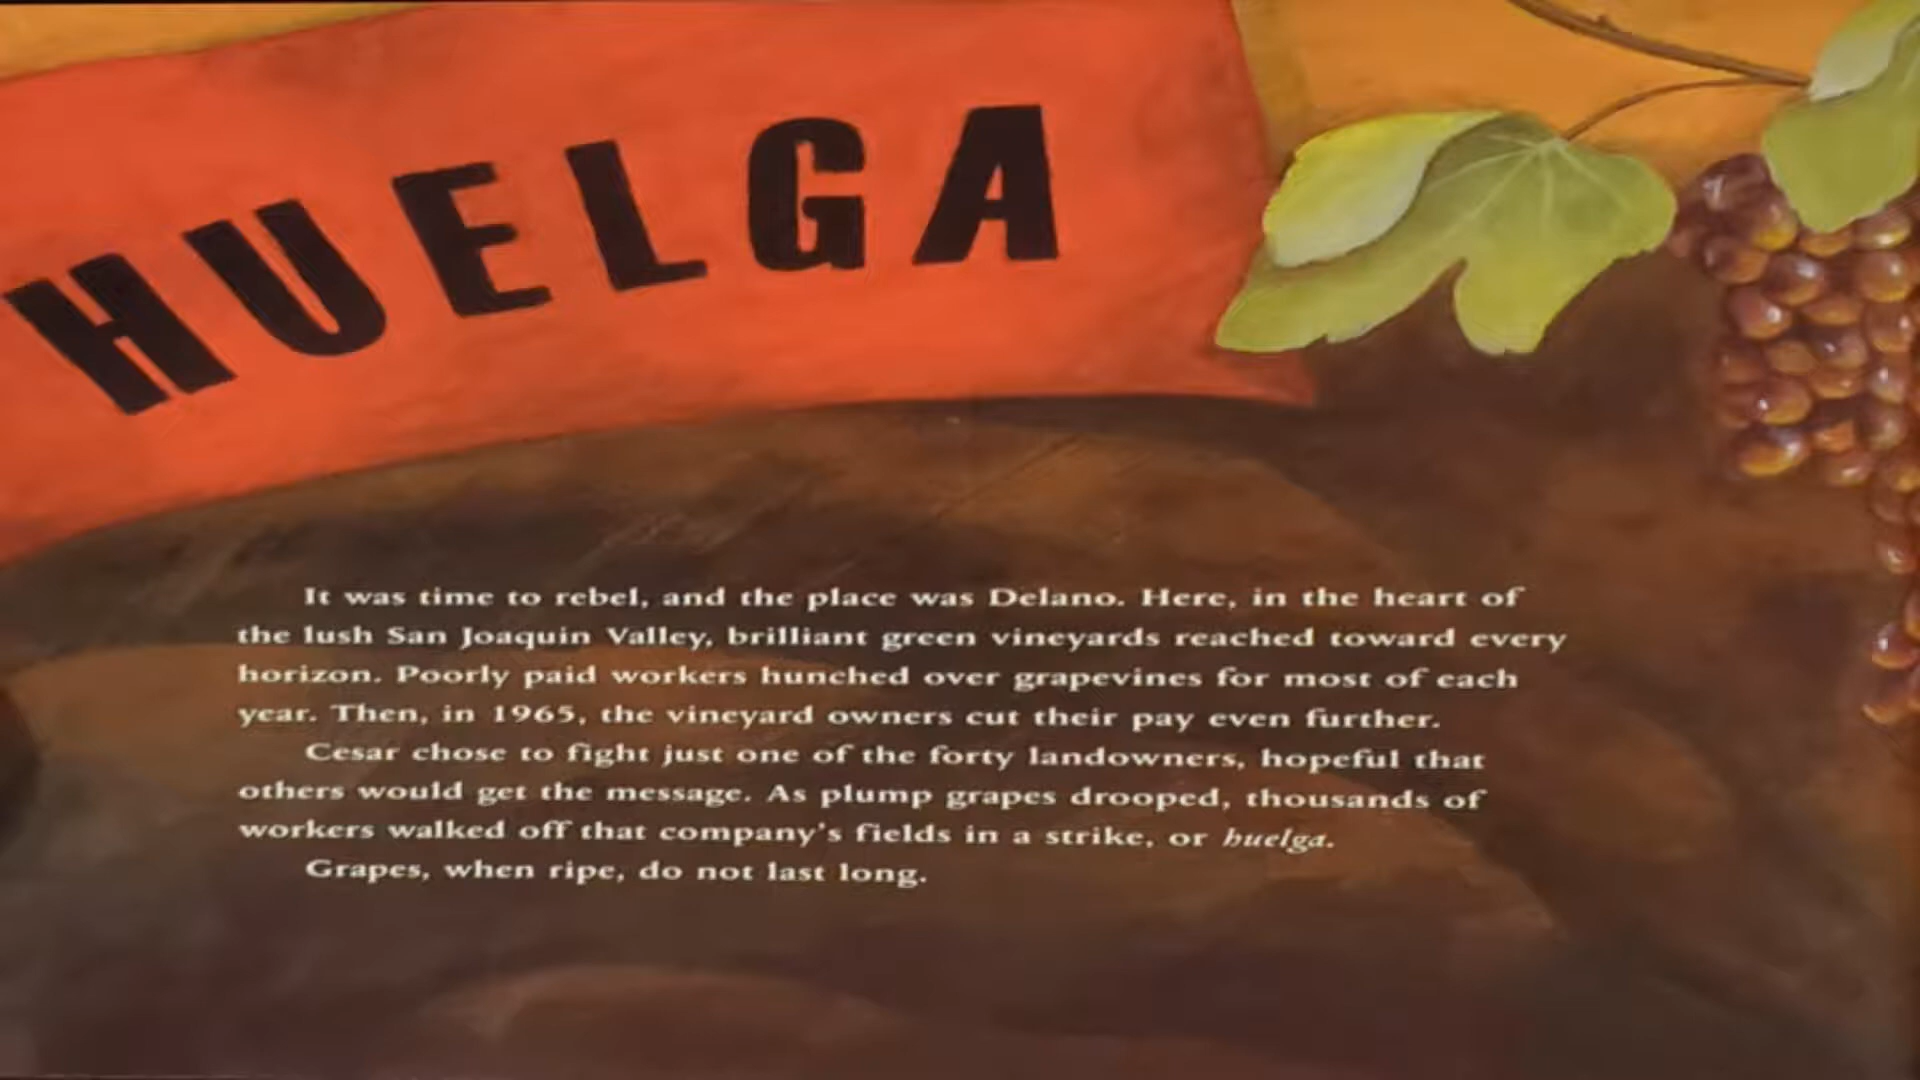 HUELGA
It was time to rebel, and the place was Delano. Here, in the heart of
the lush San Joaquin Valley, brilliant green vineyards reached toward every
horizon. Poorly paid workers hunched over grapevines for most of each
year. Then, in 1965, the vineyard owners cut their pay even further.
Cesar chose to fight just one of the forty landowners, hopeful that
others would get the message. As plump grapes drooped, thousands of
workers walked off that company's fields in a strike, or huelga.
Grapes, when ripe, do not last long.